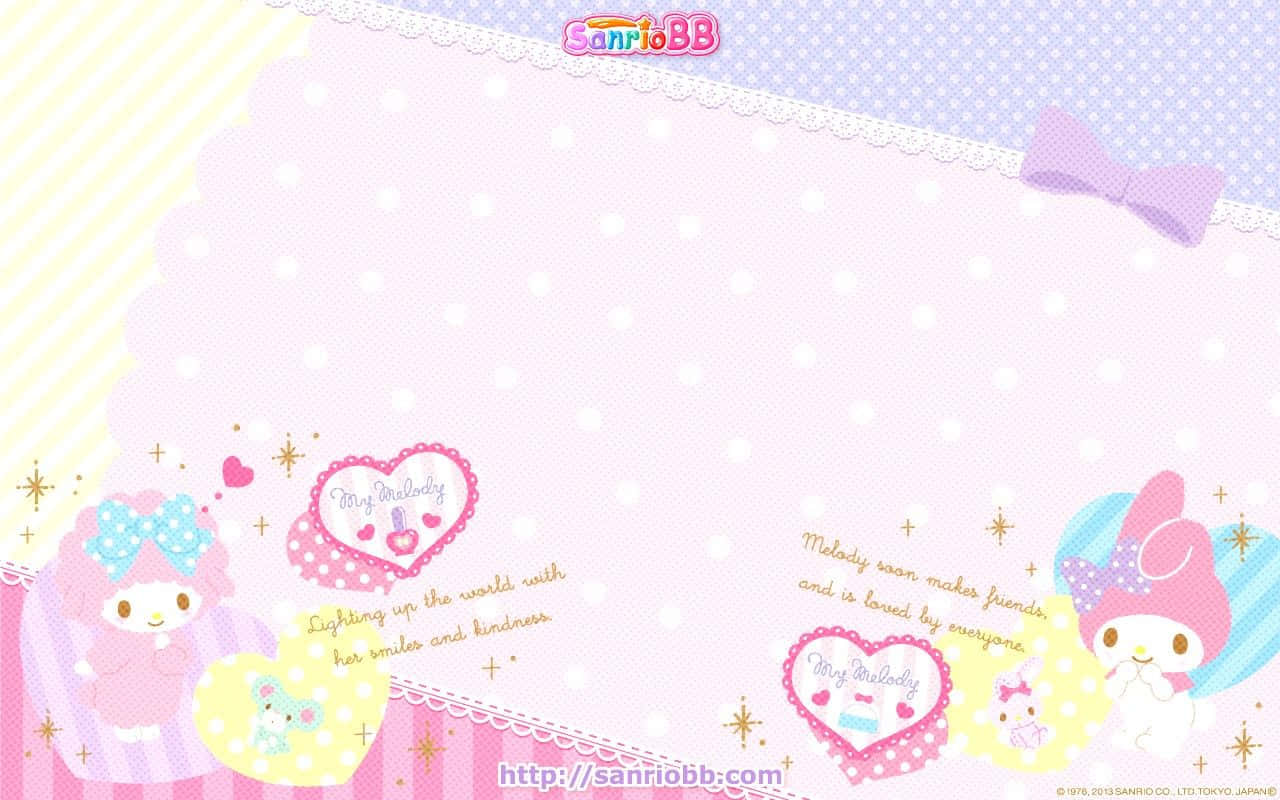 SanrioBB
My Melody
Lighting up the world with
her smiles and kindness.
Melody soon makes friends,
and is loved by everyone.
My Melody
http://sanriobb.com
© 1976, 2013 SANRIO CO., LTD. TOKYO, JAPAN Ⓛ